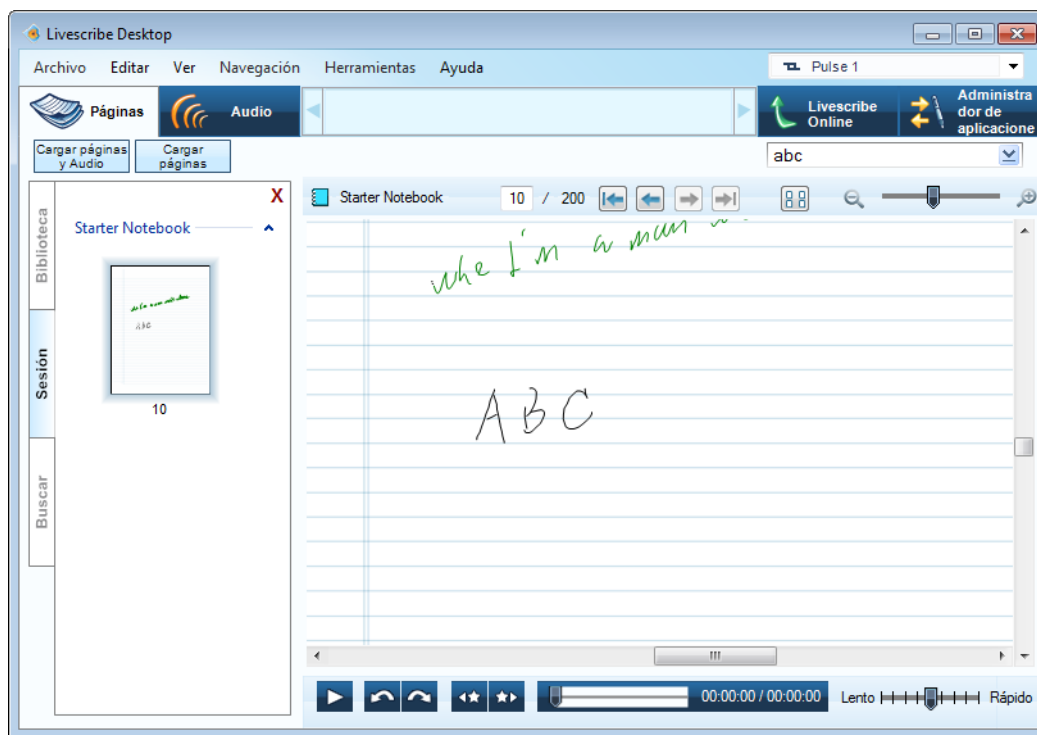 Livescribe Desktop
Archivo Editar Ver Navegación Herramientas Ayuda Pulse 1
Páginas Audio Livescribe Online Administra dor de aplicacione
Cargar páginas y Audio Cargar páginas abc
X Starter Notebook 10 / 200
Biblioteca
Starter Notebook
whe I'm a man
Sesión
10
A B C
Buscar
00:00:00 / 00:00:00 Lento Rápido